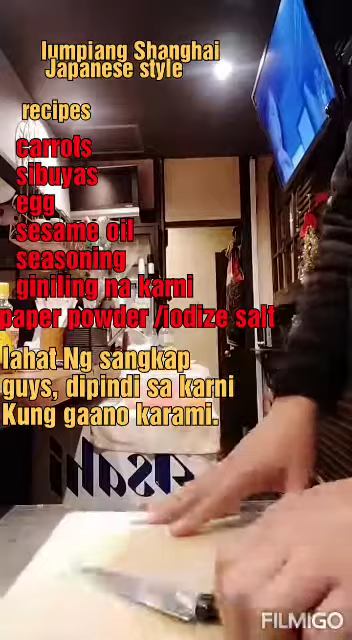 lumpiang Shanghai
Japanese style
recipes
carrots
sibuyas
egg
sesame oil
seasoning
giniling na karni
paper powder /iodize salt
lahat Ng sangkap
guys, dipindi sa karni
Kung gaano karami.
asahi
FILMIGO